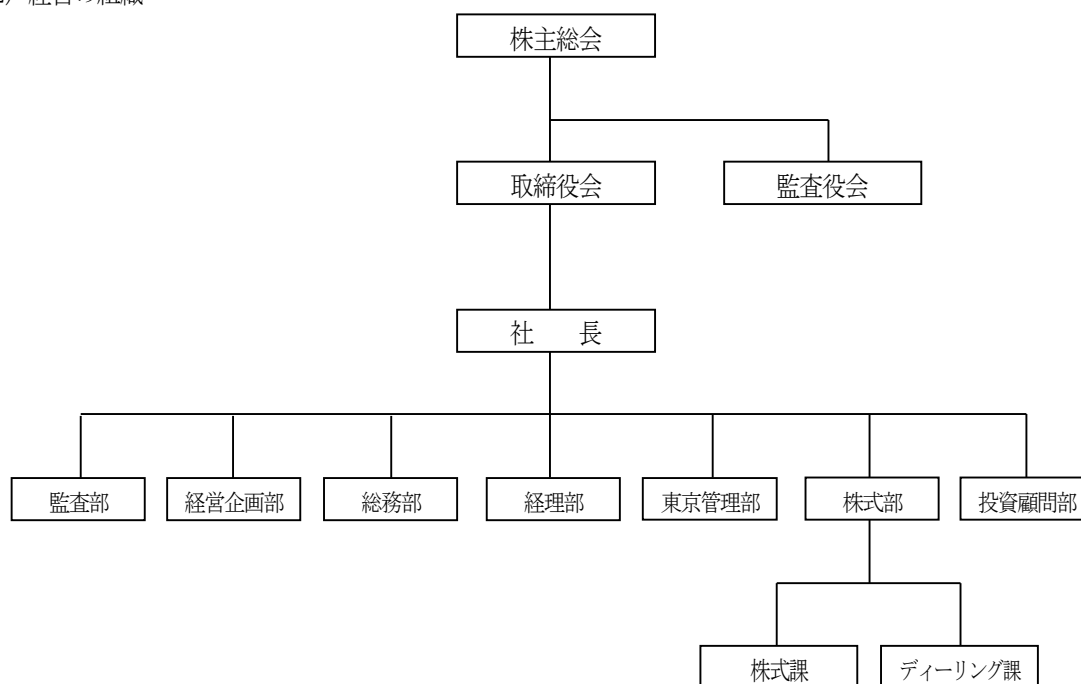 経営の組織
株主総会
取締役会
監査役会
社　　長
監査部
経営企画部
総務部
経理部
東京管理部
株式部
投資顧問部
株式課
ディーリング課